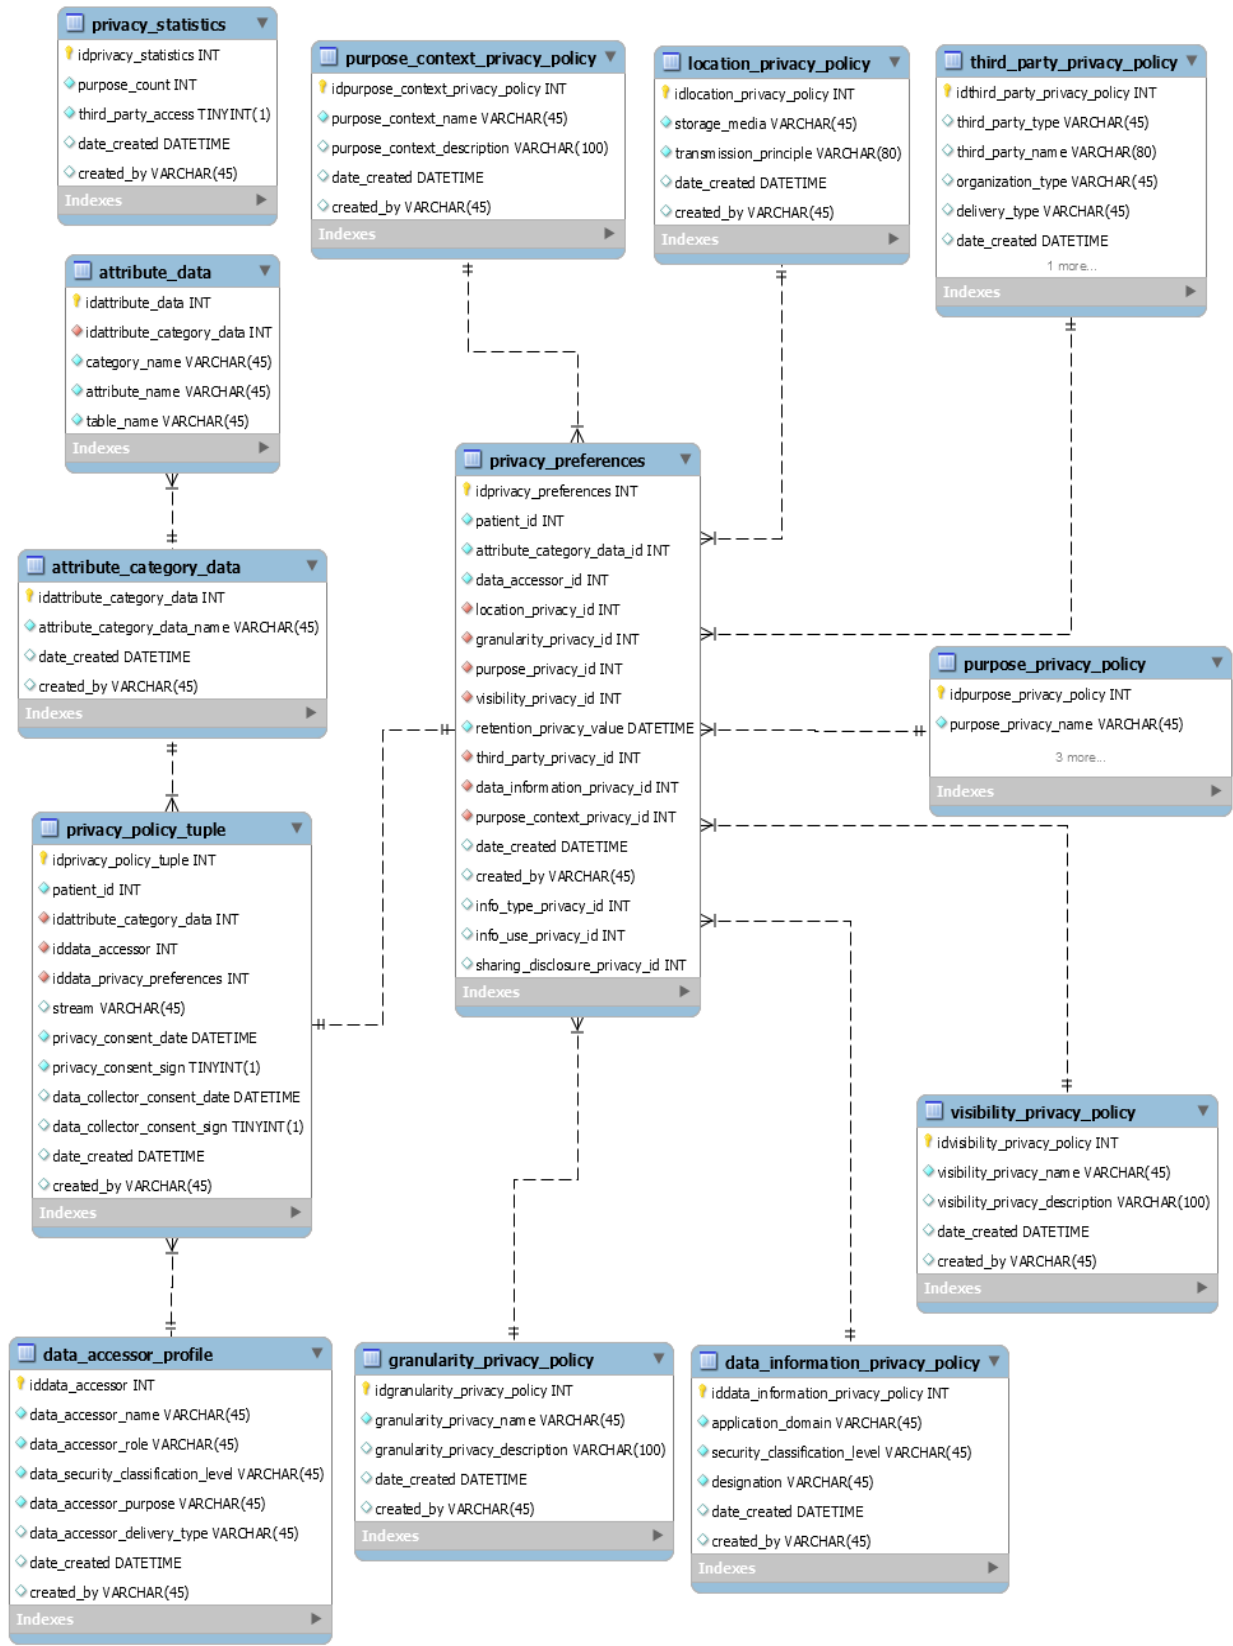 privacy_statistics
idprivacy_statistics INT
purpose_count INT
third_party_access TINYINT(1)
date_created DATETIME
created_by VARCHAR(45)
Indexes
purpose_context_privacy_policy
idpurpose_context_privacy_policy INT
purpose_context_name VARCHAR(45)
purpose_context_description VARCHAR(100)
date_created DATETIME
created_by VARCHAR(45)
Indexes
location_privacy_policy
idlocation_privacy_policy INT
storage_media VARCHAR(45)
transmission_principle VARCHAR(80)
date_created DATETIME
created_by VARCHAR(45)
Indexes
third_party_privacy_policy
idthird_party_privacy_policy INT
third_party_type VARCHAR(45)
third_party_name VARCHAR(80)
organization_type VARCHAR(45)
delivery_type VARCHAR(45)
date_created DATETIME
1 more...
Indexes
attribute_data
idattribute_data INT
idattribute_category_data INT
category_name VARCHAR(45)
attribute_name VARCHAR(45)
table_name VARCHAR(45)
Indexes
privacy_preferences
idprivacy_preferences INT
patient_id INT
attribute_category_data_id INT
data_accessor_id INT
location_privacy_id INT
granularity_privacy_id INT
purpose_privacy_id INT
visibility_privacy_id INT
retention_privacy_value DATETIME
third_party_privacy_id INT
data_information_privacy_id INT
purpose_context_privacy_id INT
date_created DATETIME
created_by VARCHAR(45)
info_type_privacy_id INT
info_use_privacy_id INT
sharing_disclosure_privacy_id INT
Indexes
attribute_category_data
idattribute_category_data INT
attribute_category_data_name VARCHAR(45)
date_created DATETIME
created_by VARCHAR(45)
Indexes
purpose_privacy_policy
idpurpose_privacy_policy INT
purpose_privacy_name VARCHAR(45)
3 more...
Indexes
privacy_policy_tuple
idprivacy_policy_tuple INT
patient_id INT
idattribute_category_data INT
iddata_accessor INT
iddata_privacy_preferences INT
stream VARCHAR(45)
privacy_consent_date DATETIME
privacy_consent_sign TINYINT(1)
data_collector_consent_date DATETIME
data_collector_consent_sign TINYINT(1)
date_created DATETIME
created_by VARCHAR(45)
Indexes
visibility_privacy_policy
idvisibility_privacy_policy INT
visibility_privacy_name VARCHAR(45)
visibility_privacy_description VARCHAR(100)
date_created DATETIME
created_by VARCHAR(45)
Indexes
data_accessor_profile
iddata_accessor INT
data_accessor_name VARCHAR(45)
data_accessor_role VARCHAR(45)
data_security_classification_level VARCHAR(45)
data_accessor_purpose VARCHAR(45)
data_accessor_delivery_type VARCHAR(45)
date_created DATETIME
created_by VARCHAR(45)
Indexes
granularity_privacy_policy
idgranularity_privacy_policy INT
granularity_privacy_name VARCHAR(45)
granularity_privacy_description VARCHAR(100)
date_created DATETIME
created_by VARCHAR(45)
Indexes
data_information_privacy_policy
iddata_information_privacy_policy INT
application_domain VARCHAR(45)
security_classification_level VARCHAR(45)
designation VARCHAR(45)
date_created DATETIME
created_by VARCHAR(45)
Indexes